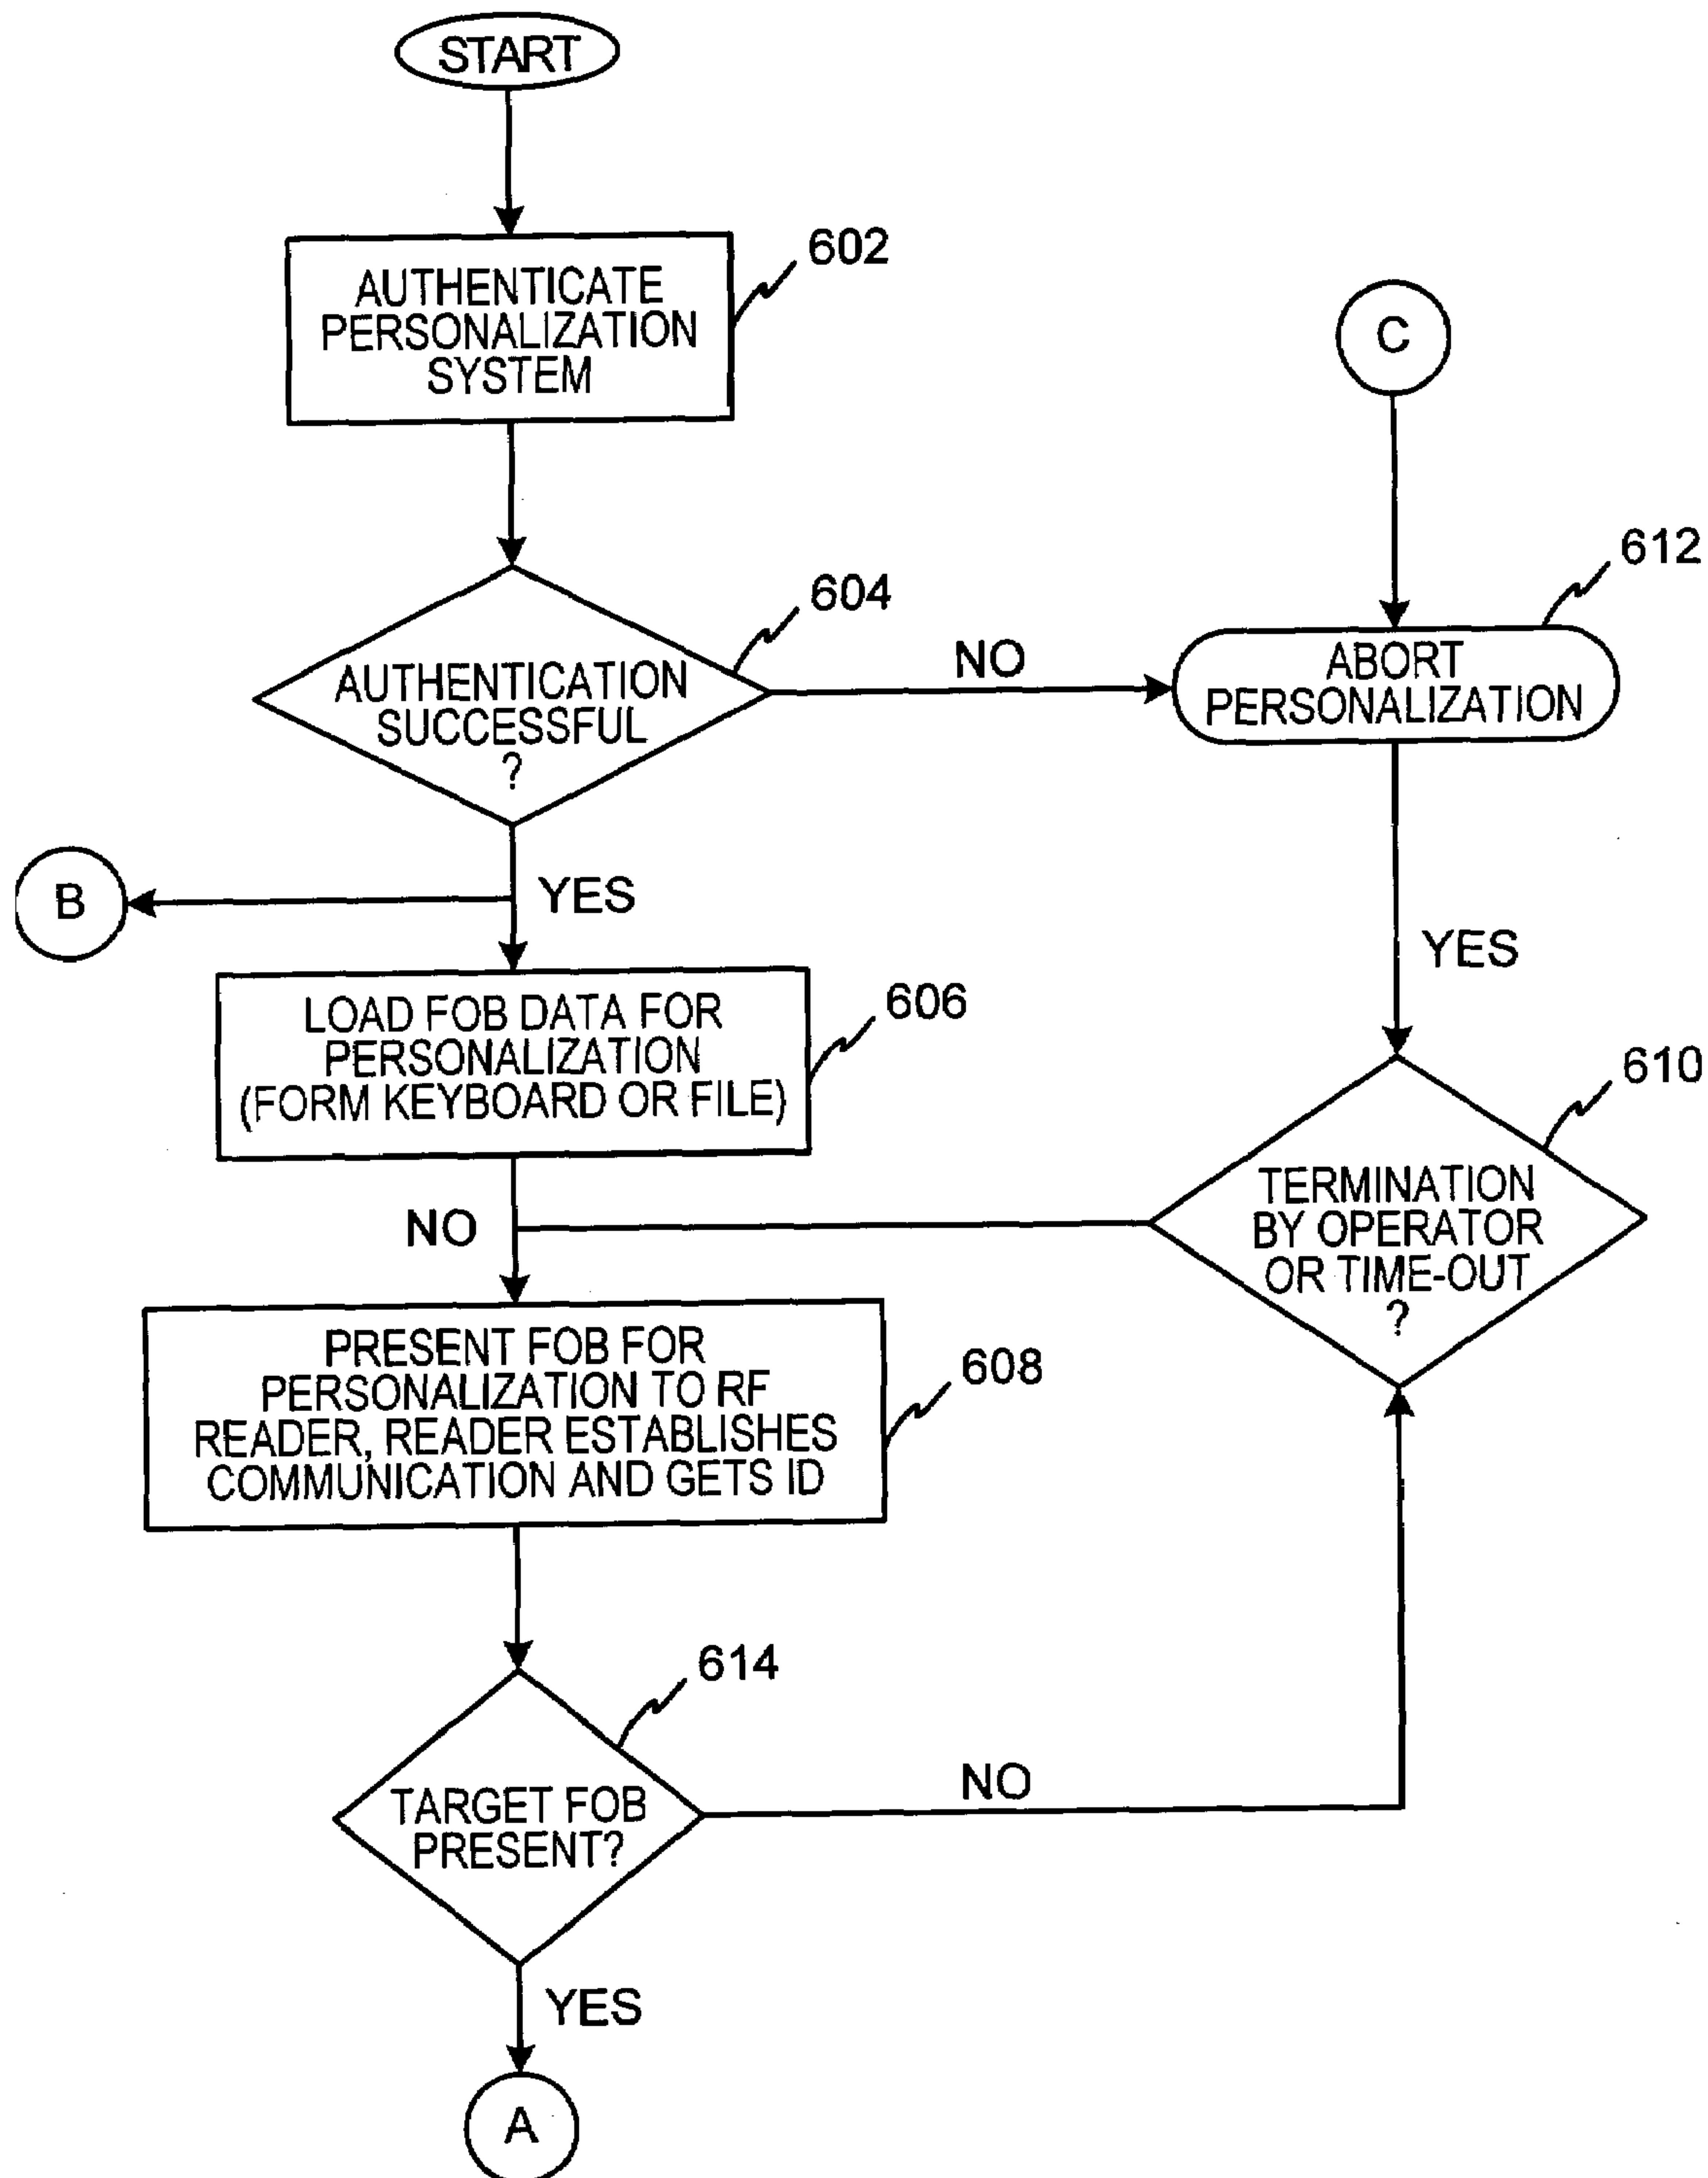 START
602
AUTHENTICATE
PERSONALIZATION
SYSTEM
C
612
604
AUTHENTICATION
SUCCESSFUL
?
NO
ABORT
PERSONALIZATION
B
YES
YES
606
LOAD FOB DATA FOR
PERSONALIZATION
(FORM KEYBOARD OR FILE)
610
TERMINATION
BY OPERATOR
OR TIME-OUT
?
NO
608
PRESENT FOB FOR
PERSONALIZATION TO RF
READER, READER ESTABLISHES
COMMUNICATION AND GETS ID
614
TARGET FOB
PRESENT?
NO
YES
A